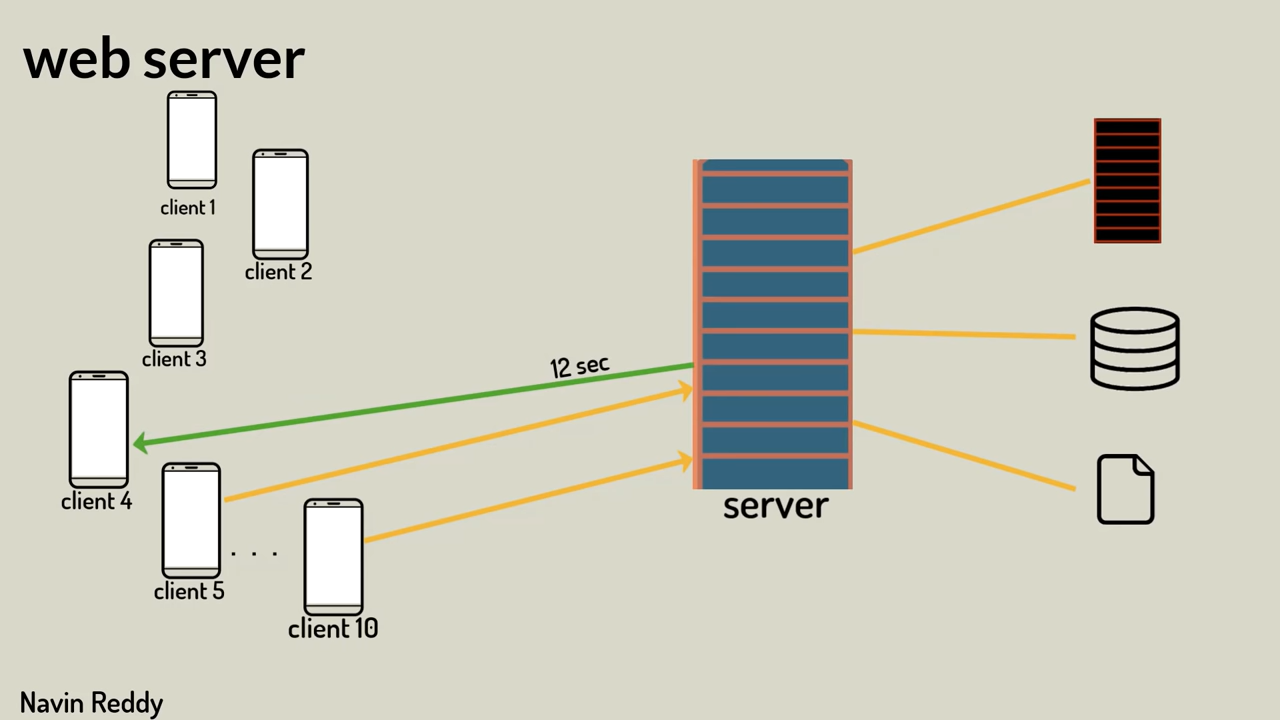 web server
client 1
client 2
client 3
12 sec
client 4
server
client 5
. . .
client 10
Navin Reddy